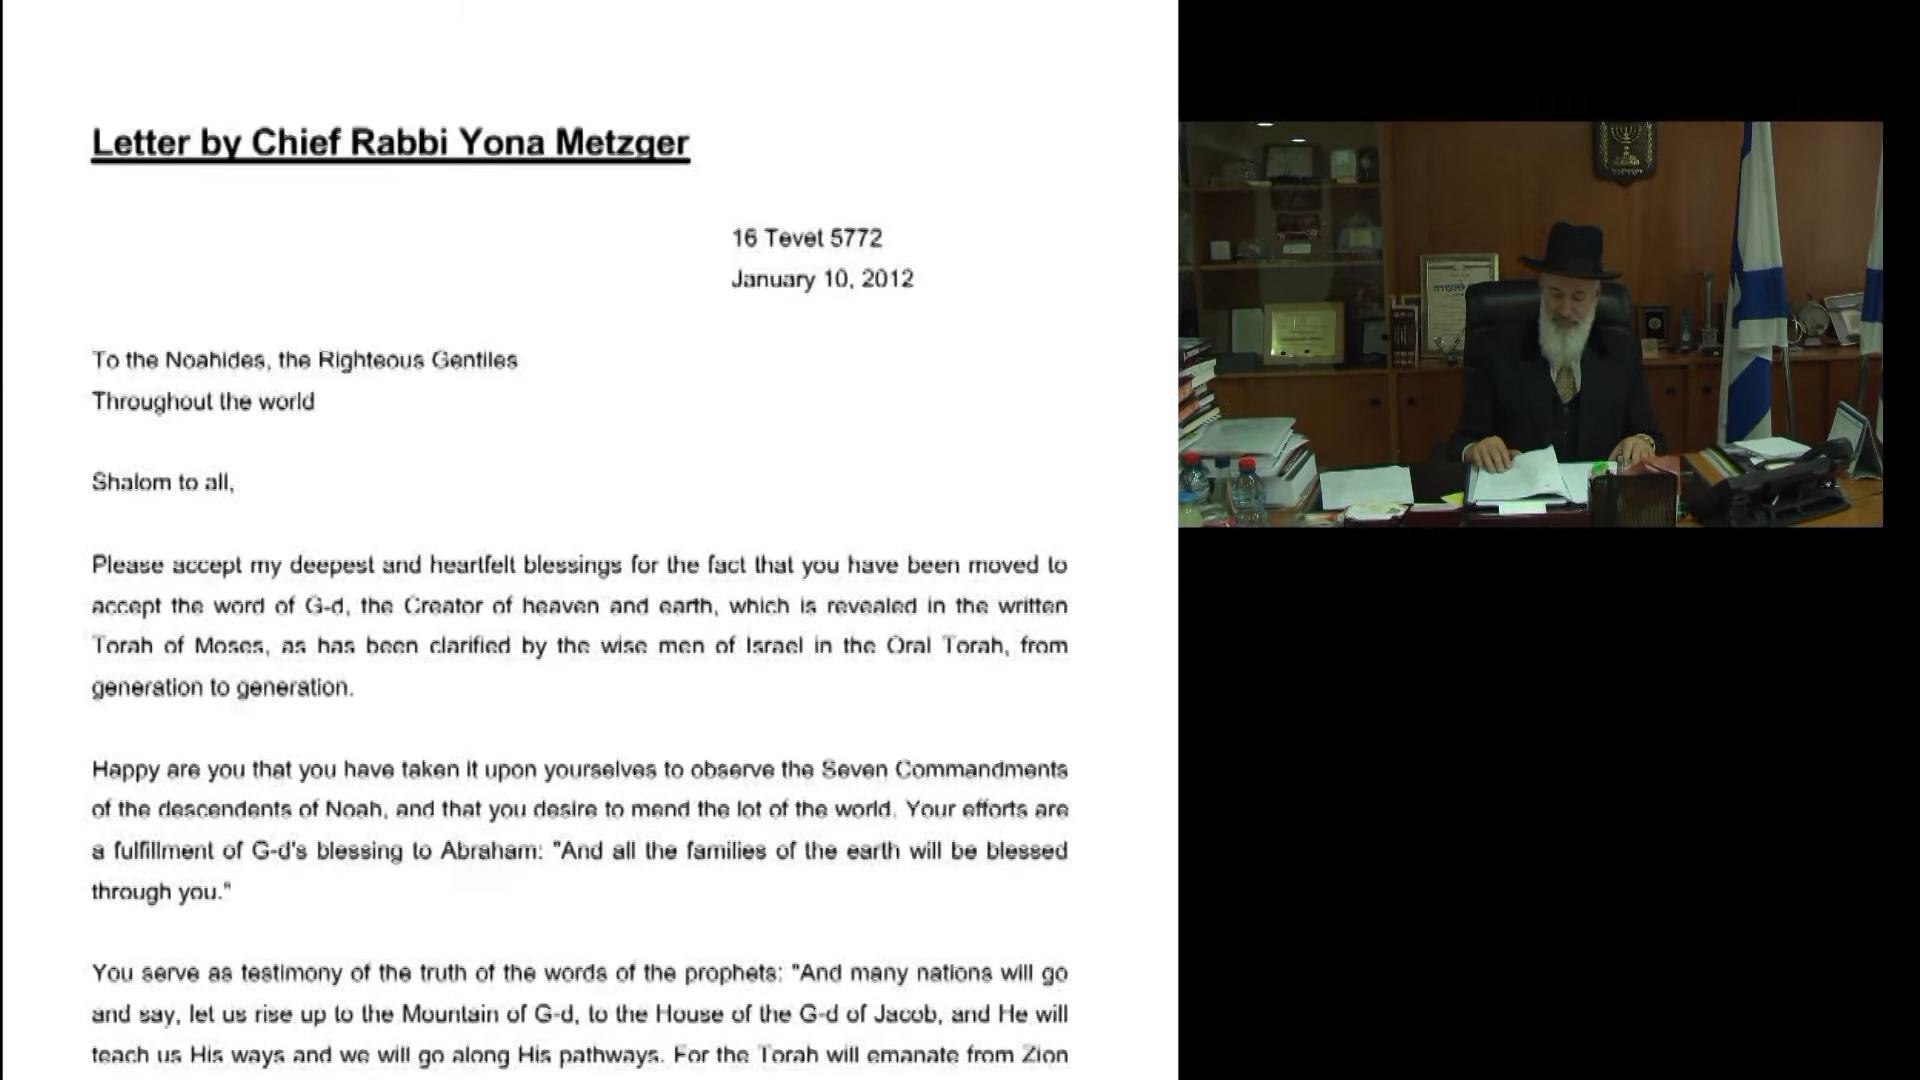 Letter by Chief Rabbi Yona Metzger
16 Tevet 5772
January 10, 2012
To the Noahides, the Righteous Gentiles
Throughout the world
Shalom to all,
Please accept my deepest and heartfelt blessings for the fact that you have been moved to
accept the word of G-d, the Creator of heaven and earth, which is revealed in the written
Torah of Moses, as has been clarified by the wise men of Israel in the Oral Torah, from
generation to generation.
Happy are you that you have taken it upon yourselves to observe the Seven Commandments
of the descendents of Noah, and that you desire to mend the lot of the world. Your efforts are
a fulfillment of G-d's blessing to Abraham: "And all the families of the earth will be blessed
through you."
You serve as testimony of the truth of the words of the prophets: "And many nations will go
and say, let us rise up to the Mountain of G-d, to the House of the G-d of Jacob, and He will
teach us His ways and we will go along His pathways. For the Torah will emanate from Zion